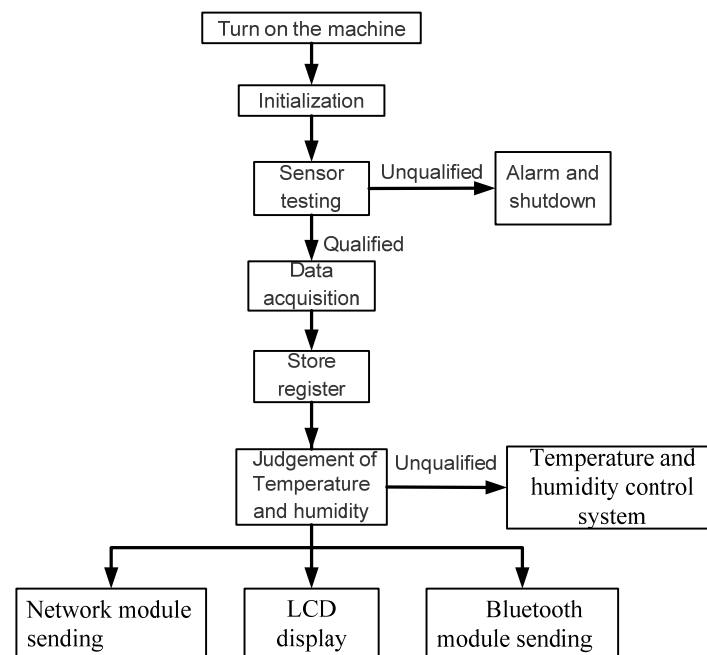 Turn on the machine
Initialization
Sensor
testing
Unqualified
Alarm and
shutdown
Qualified
Data
acquisition
Store
register
Judgement of
Temperature
and humidity
Unqualified
Temperature and
humidity control
system
Network module
sending
LCD
display
Bluetooth
module sending